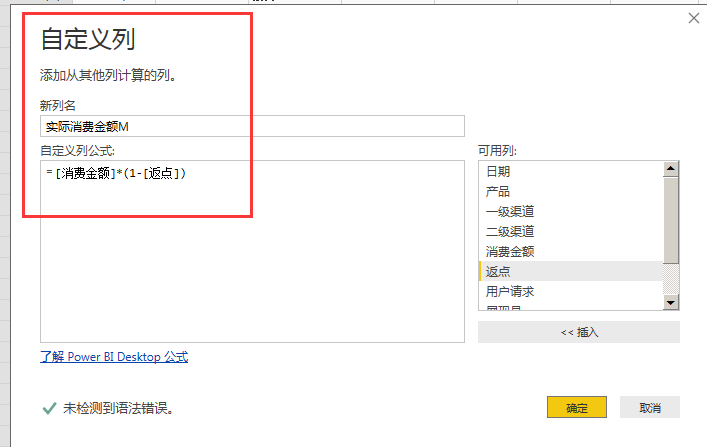 自定义列
添加从其他列计算的列。
新列名
实际消费金额M
自定义列公式:
=[消费金额]*(1-[返点])
可用列:
日期
产品
一级渠道
二级渠道
消费金额
返点
用户请求
<< 插入
了解 Power BI Desktop 公式
未检测到语法错误。
确定
取消